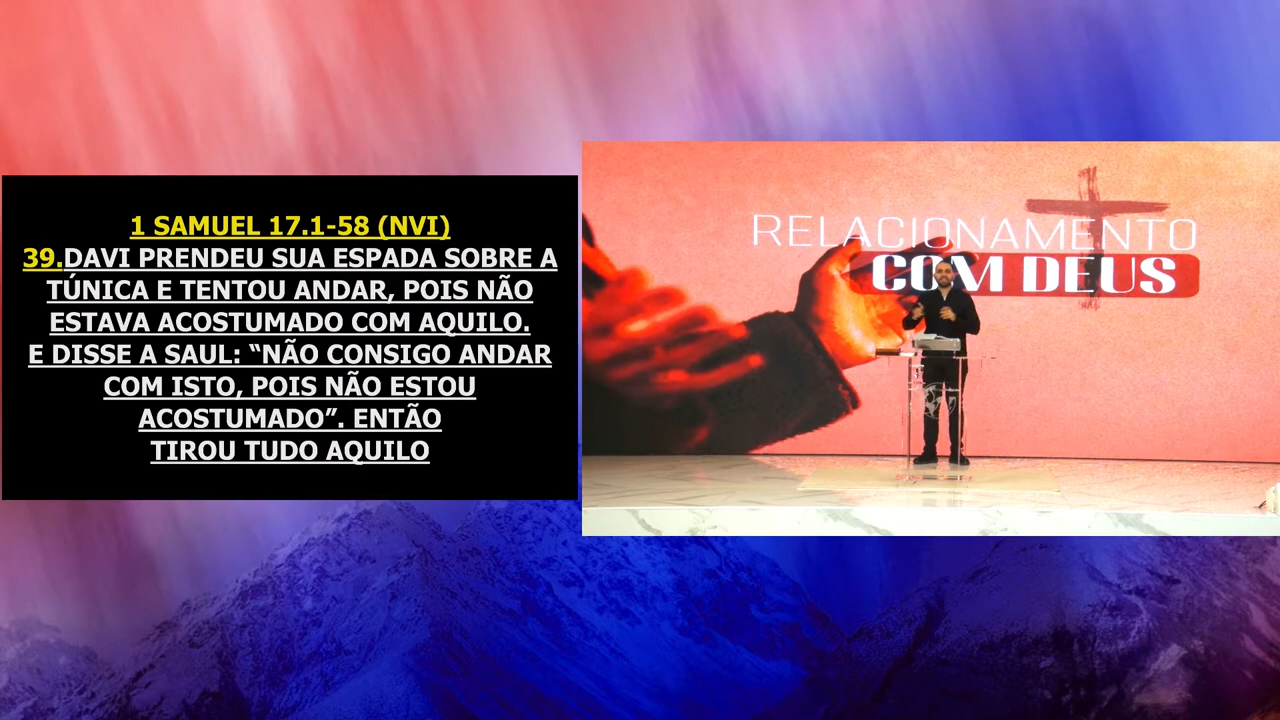 1 SAMUEL 17.1-58 (NVI)
39.DAVI PRENDEU SUA ESPADA SOBRE A
TÚNICA E TENTOU ANDAR, POIS NÃO
ESTAVA ACOSTUMADO COM AQUILO.
E DISSE A SAUL: “NÃO CONSIGO ANDAR
COM ISTO, POIS NÃO ESTOU
ACOSTUMADO”. ENTÃO
TIROU TUDO AQUILO
RELACIONAMENTO
COM DEUS